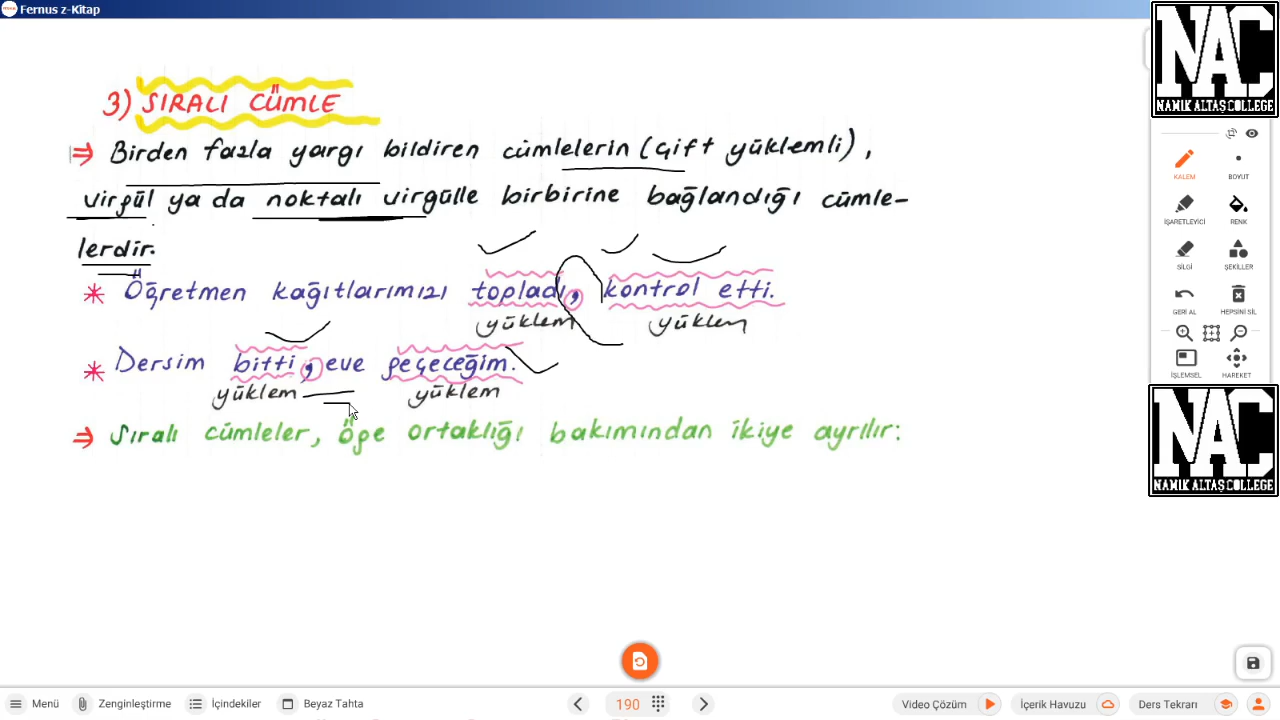 Fernus z-Kitap
NAC
NAMIK ALTAŞ COLLEGE
3) SIRALI CÜMLE
⇒ Birden fazla yargı bildiren cümlelerin (çift yüklemli),
virgül ya da noktalı virgülle birbirine bağlandığı cümle-
lerdir.
* Öğretmen kağıtlarımızı topladı, kontrol etti.
yüklem yüklem
* Dersim bitti, eve geçeceğim.
yüklem yüklem
⇒ Sıralı cümleler, öge ortaklığı bakımından ikiye ayrılır:
KALEM BOYUT
İŞARETLEYİCİ RENK
SİLGİ ŞEKİLLER
GERİ AL HEPSİNİ SİL
İŞLEMSEL HAREKET
NAC
NAMIK ALTAŞ COLLEGE
Menü Zenginleştirme İçindekiler Beyaz Tahta 190 Video Çözüm İçerik Havuzu Ders Tekrarı